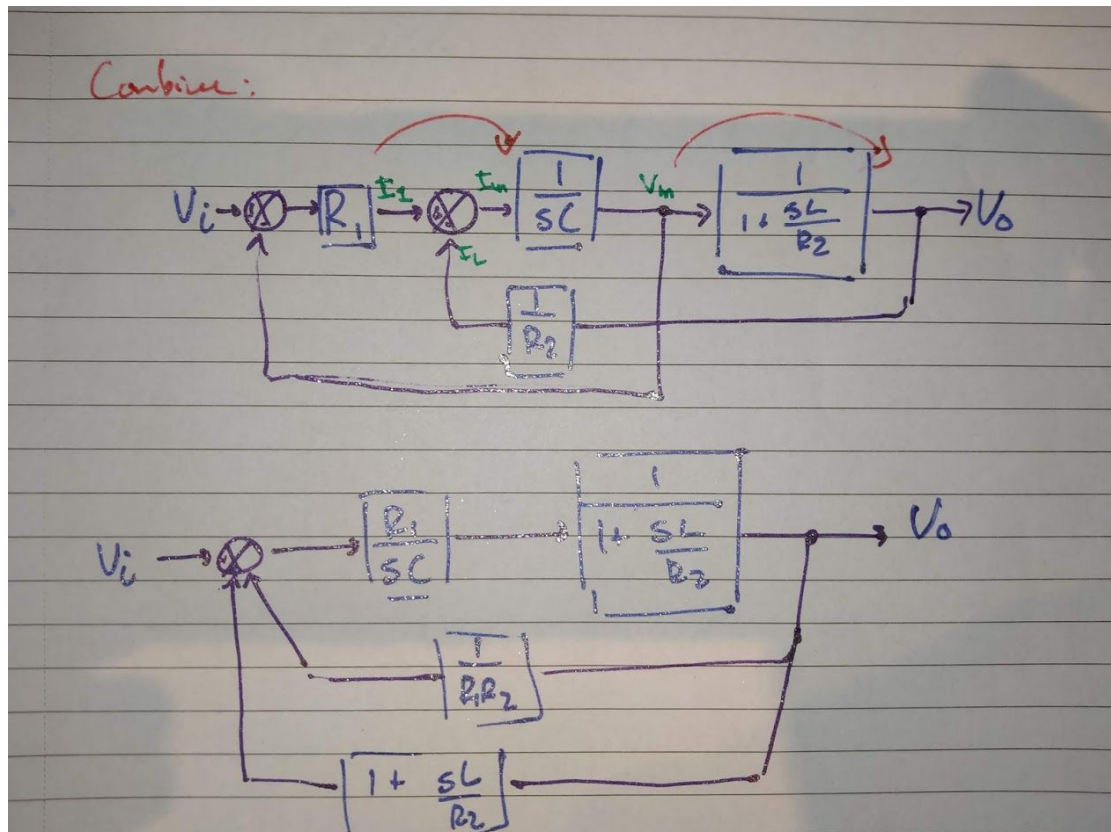 Combine:
Vi R1 I1 Im 1/SC Vm 1/(1 + SL/R2) Vo
IL
1/R2
Vi R1/SC 1/(1 + SL/R2) Vo
1/R1R2
1 + SL/R2